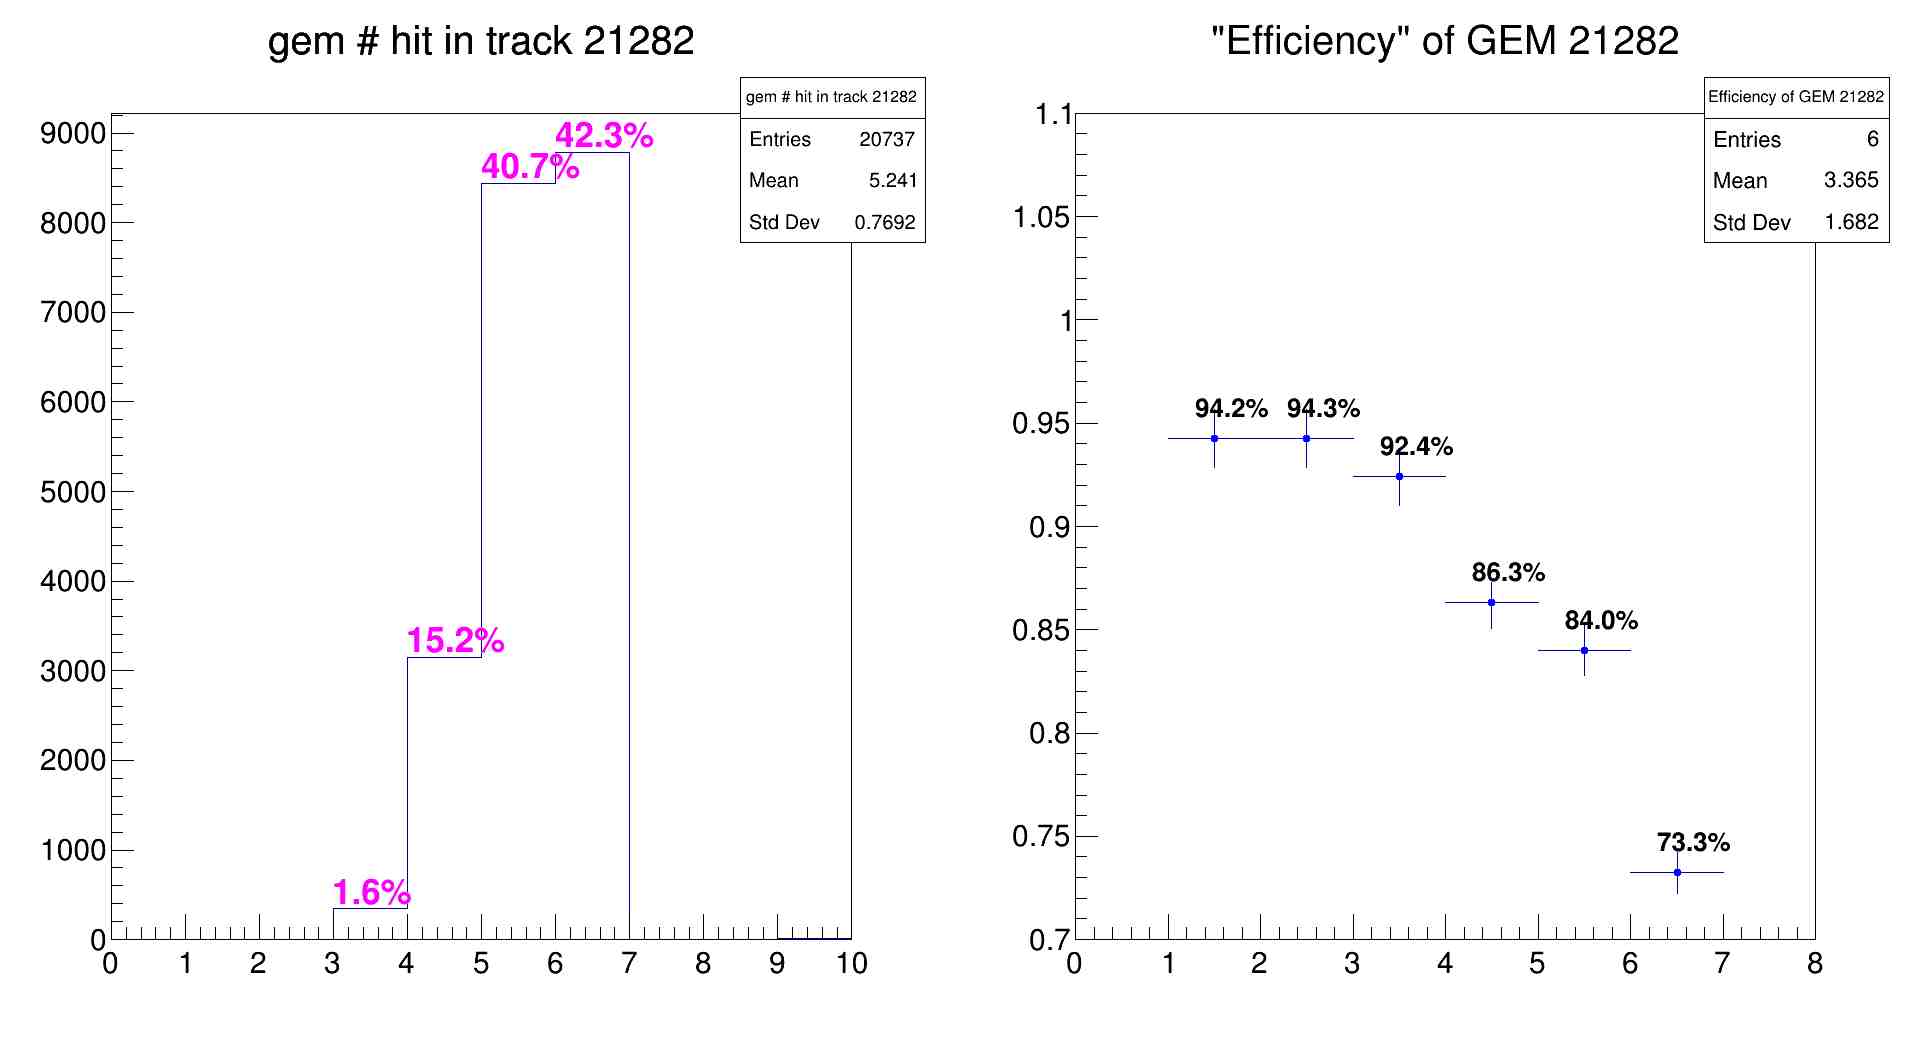 gem # hit in track 21282
gem # hit in track 21282
Entries 20737
Mean 5.241
Std Dev 0.7692
9000
8000
7000
6000
5000
4000
3000
2000
1000
0
42.3%
40.7%
15.2%
1.6%
0 1 2 3 4 5 6 7 8 9 10
"Efficiency" of GEM 21282
Efficiency of GEM 21282
Entries 6
Mean 3.365
Std Dev 1.682
1.1
1.05
1
0.95
0.9
0.85
0.8
0.75
0.7
94.2% 94.3%
92.4%
86.3%
84.0%
73.3%
0 1 2 3 4 5 6 7 8